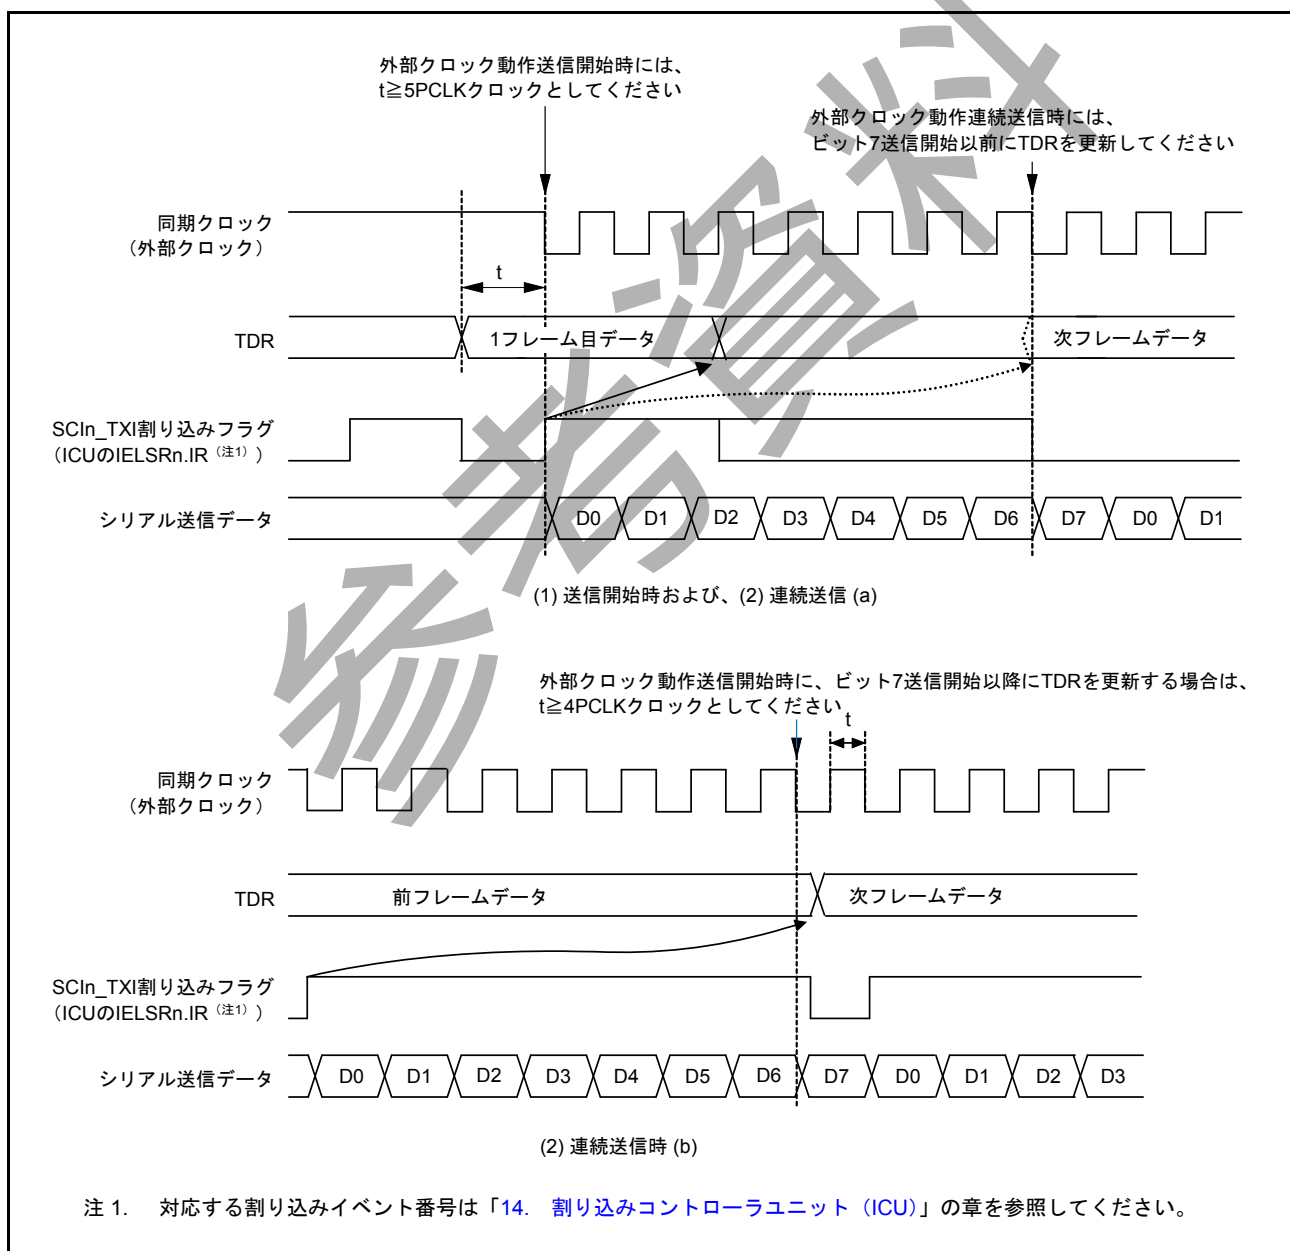 外部クロック動作送信開始時には、
t≧5PCLKクロックとしてください
外部クロック動作連続送信時には、
ビット7送信開始以前にTDRを更新してください
同期クロック
（外部クロック）
t
TDR
1フレーム目データ
次フレームデータ
SCIn_TXI割り込みフラグ
（ICUのIELSRn.IR（注1））
シリアル送信データ
D0 D1 D2 D3 D4 D5 D6 D7 D0 D1
(1) 送信開始時および、(2) 連続送信 (a)
外部クロック動作送信開始時に、ビット7送信開始以降にTDRを更新する場合は、
t≧4PCLKクロックとしてください
t
同期クロック
（外部クロック）
TDR
前フレームデータ
次フレームデータ
SCIn_TXI割り込みフラグ
（ICUのIELSRn.IR（注1））
シリアル送信データ
D0 D1 D2 D3 D4 D5 D6 D7 D0 D1 D2 D3
(2) 連続送信時 (b)
注 1. 対応する割り込みイベント番号は「14. 割り込みコントローラユニット（ICU）」の章を参照してください。
参考資料